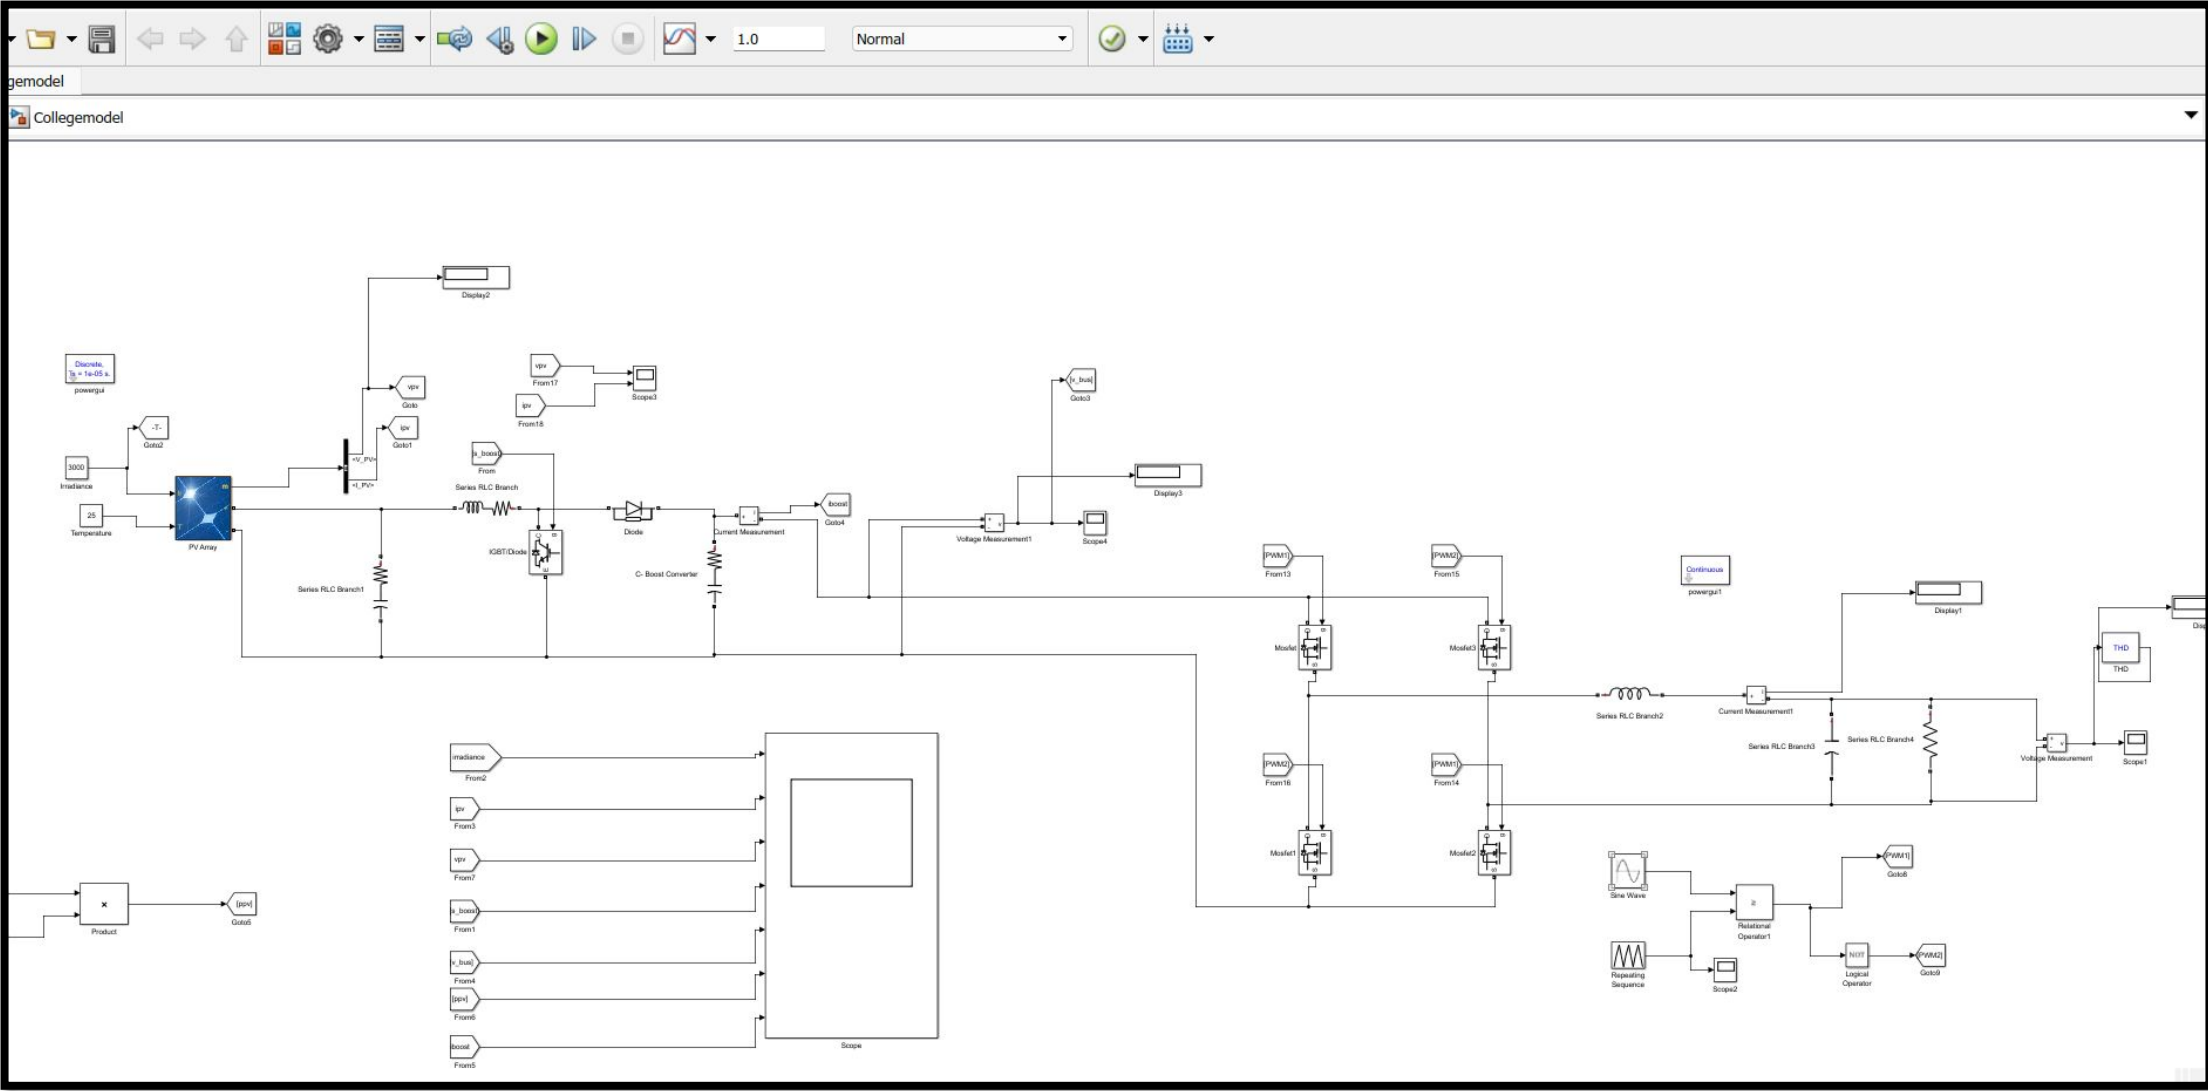 1.0
Normal
gemodel
Collegemodel
Display2
Discrete,
Ts = 1e-05 s.
powergui
vpv
From17
Scope3
ipv
From18
vpv
Goto
[v_bus]
Goto3
-T-
Goto2
ipv
Goto1
3000
Irradiance
<V_PV>
<I_PV>
From
Series RLC Branch
Display3
25
Temperature
PV Array
iboost
Goto4
Diode
Current Measurement
Voltage Measurement1
Scope4
IGBT/Diode
C- Boost Converter
Series RLC Branch1
[PWM1]
From13
[PWM2]
From15
Continuous
powergui1
Display1
Mosfet
Mosfet3
THD
THD
Series RLC Branch2
Current Measurement1
Series RLC Branch3
Series RLC Branch4
Voltage Measurement
Scope1
irradiance
From2
[PWM2]
From16
[PWM1]
From14
ipv
From3
vpv
From7
Mosfet1
Mosfet2
Sine Wave
[PWM1]
Goto8
≥
Relational
Operator1
×
Product
[ppv]
Goto5
From1
[v_bus]
From4
[ppv]
From6
iboost
From5
Scope
Repeating
Sequence
Scope2
NOT
Logical
Operator
[PWM2]
Goto9